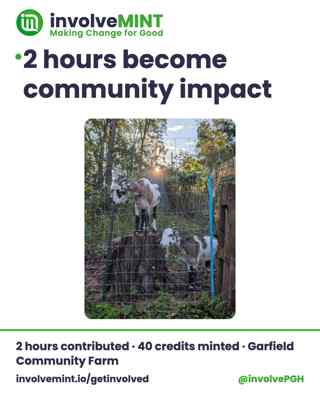 involveMINT
Making Change for Good
2 hours become
community impact
2 hours contributed · 40 credits minted · Garfield
Community Farm
involvemint.io/getinvolved
@involvePGH